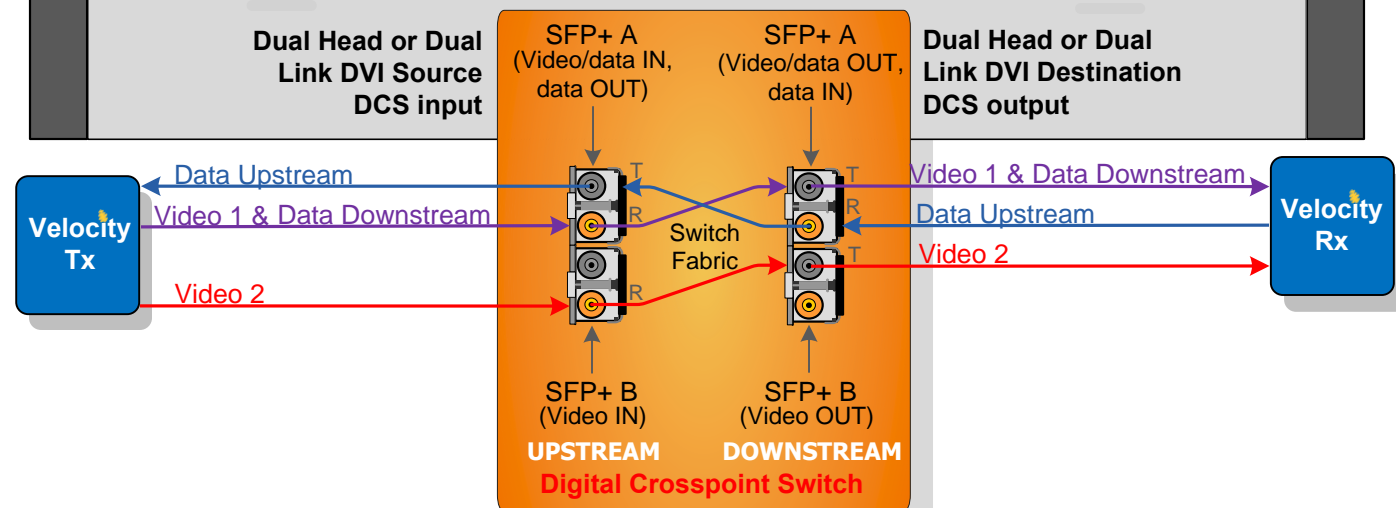 Dual Head or Dual
Link DVI Source
DCS input
SFP+ A
(Video/data IN,
data OUT)
SFP+ A
(Video/data OUT,
data IN)
Dual Head or Dual
Link DVI Destination
DCS output
Data Upstream
T
T
Video 1 & Data Downstream
Velocity
Tx
Video 1 & Data Downstream
R
Switch
Fabric
R
Data Upstream
Velocity
Rx
T
Video 2
Video 2
R
SFP+ B
(Video IN)
SFP+ B
(Video OUT)
UPSTREAM
DOWNSTREAM
Digital Crosspoint Switch